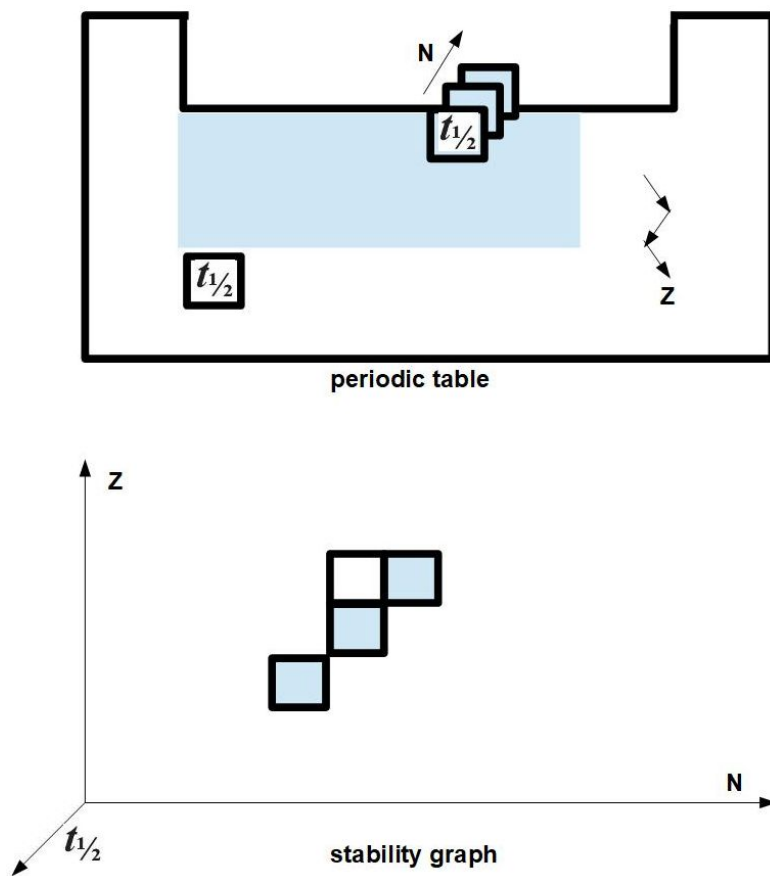 N
t1/2
t1/2
Z
periodic table
Z
N
t1/2
stability graph